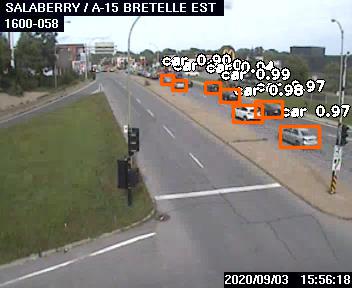 SALABERRY / A-15 BRETELLE EST
1600-058
car 0.90
car 0.99
car 0.98
car 0.97
2020/09/03 15:56:18